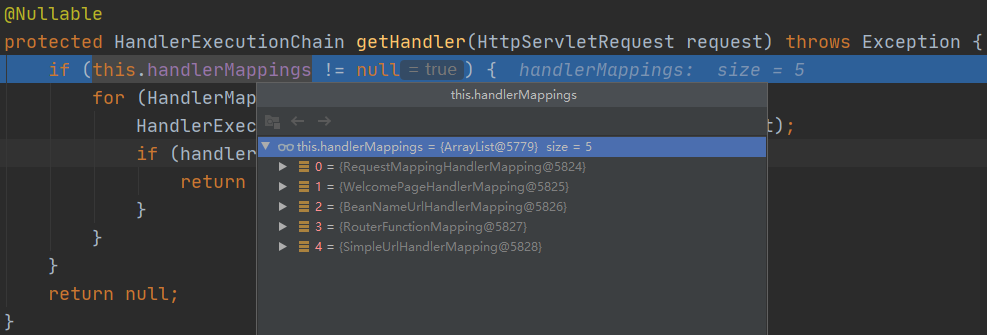 @Nullable
protected HandlerExecutionChain getHandler(HttpServletRequest request) throws Exception {
if (this.handlerMappings != null = true ) { handlerMappings: size = 5
for (HandlerMap
this.handlerMappings
HandlerExec t);
this.handlerMappings = {ArrayList@5779} size = 5
if (handler
0 = {RequestMappingHandlerMapping@5824}
return
1 = {WelcomePageHandlerMapping@5825}
}
2 = {BeanNameUrlHandlerMapping@5826}
3 = {RouterFunctionMapping@5827}
}
4 = {SimpleUrlHandlerMapping@5828}
}
return null;
}